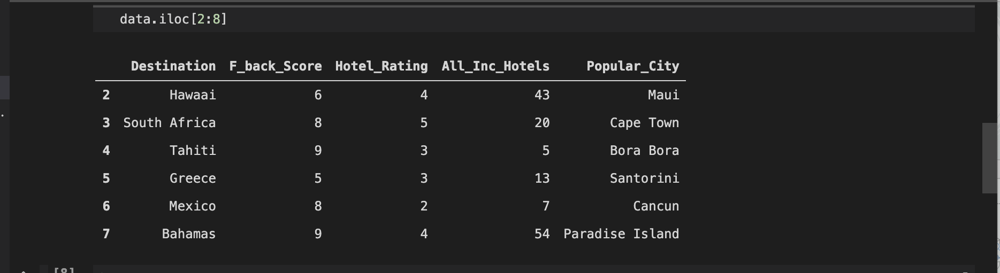 data.iloc[2:8]
Destination F_back_Score Hotel_Rating All_Inc_Hotels Popular_City
2 Hawaai 6 4 43 Maui
3 South Africa 8 5 20 Cape Town
4 Tahiti 9 3 5 Bora Bora
5 Greece 5 3 13 Santorini
6 Mexico 8 2 7 Cancun
7 Bahamas 9 4 54 Paradise Island